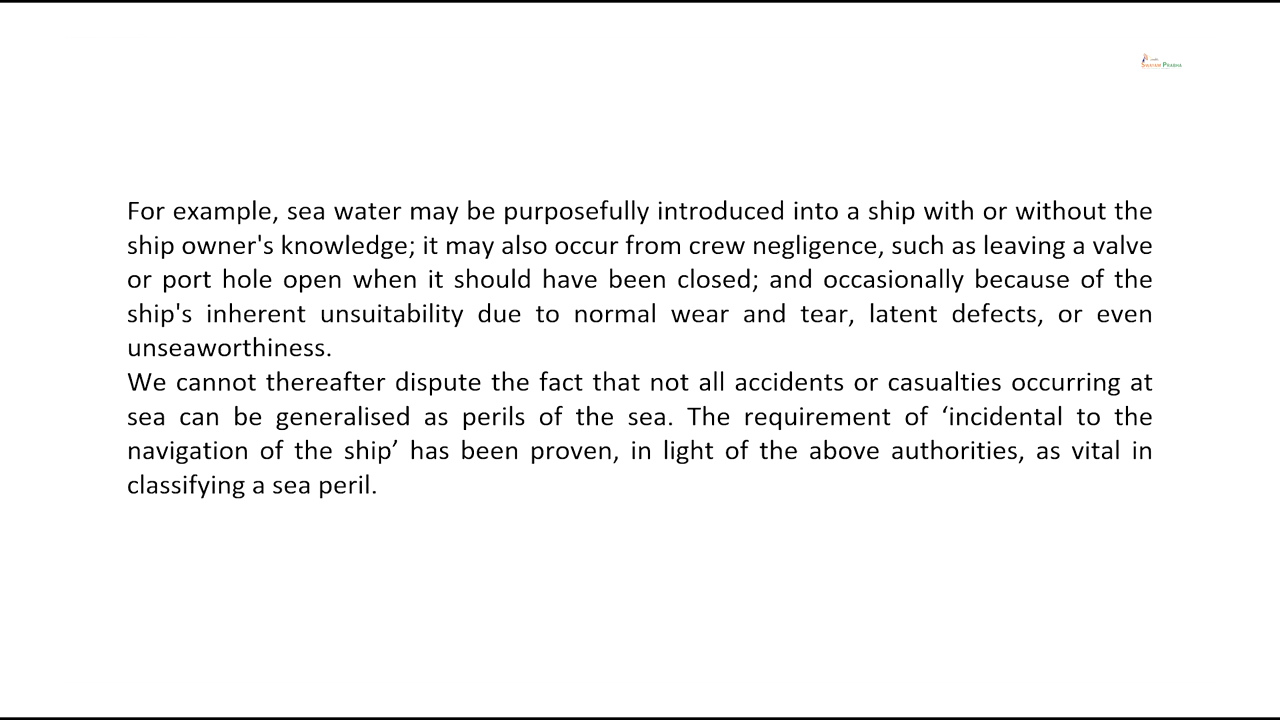 SWAYAM PRABHA
For example, sea water may be purposefully introduced into a ship with or without the
ship owner's knowledge; it may also occur from crew negligence, such as leaving a valve
or port hole open when it should have been closed; and occasionally because of the
ship's inherent unsuitability due to normal wear and tear, latent defects, or even
unseaworthiness.
We cannot thereafter dispute the fact that not all accidents or casualties occurring at
sea can be generalised as perils of the sea. The requirement of ‘incidental to the
navigation of the ship’ has been proven, in light of the above authorities, as vital in
classifying a sea peril.